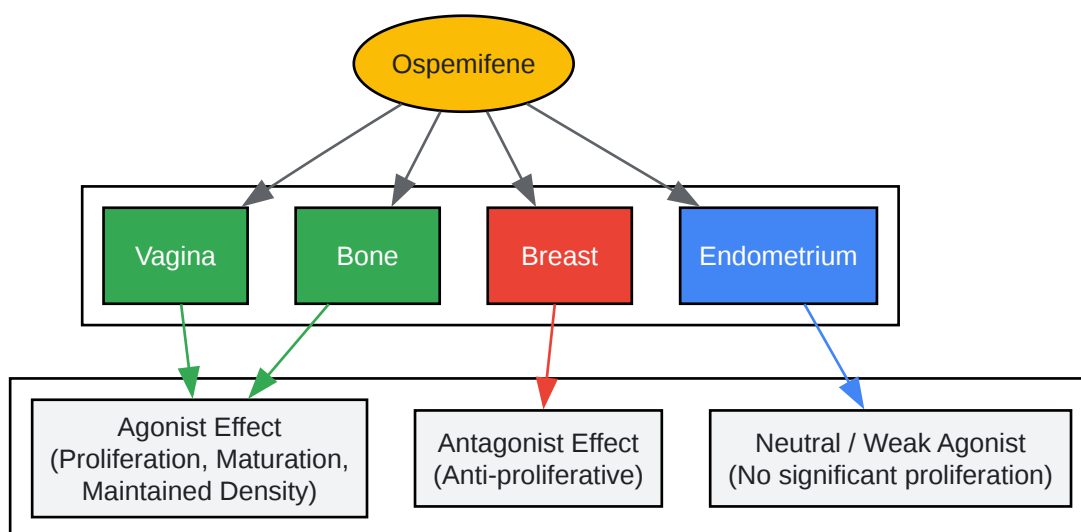 Ospemifene
Vagina
Bone
Breast
Endometrium
Agonist Effect
(Proliferation, Maturation,
Maintained Density)
Antagonist Effect
(Anti-proliferative)
Neutral / Weak Agonist
(No significant proliferation)